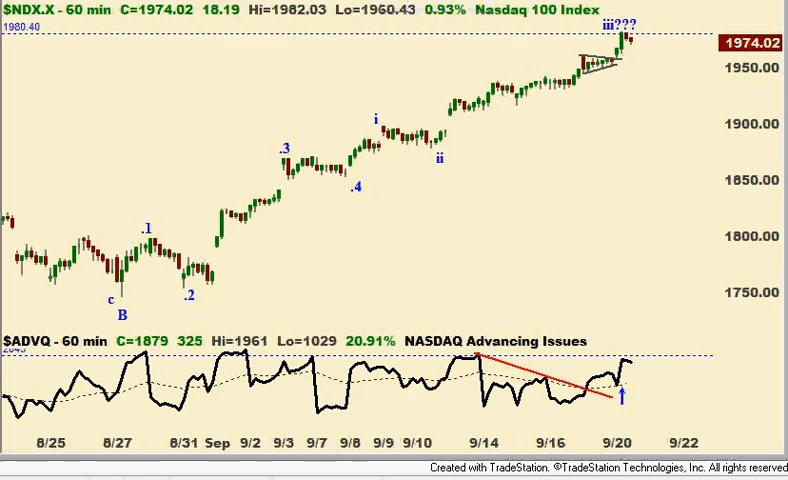 $NDX.X - 60 min C=1974.02 18.19 Hi=1982.03 Lo=1960.43 0.93% Nasdaq 100 Index
1980.40
iii???
1974.02
1950.00
i
1900.00
.3
ii
.4
1850.00
.1
1800.00
.2
c
B
1750.00
$ADVQ - 60 min C=1879 325 Hi=1961 Lo=1029 20.91% NASDAQ Advancing Issues
8/25 8/27 8/31 Sep 9/2 9/3 9/7 9/8 9/9 9/10 9/14 9/16 9/20 9/22
Created with TradeStation. ©TradeStation Technologies, Inc. All rights reserved